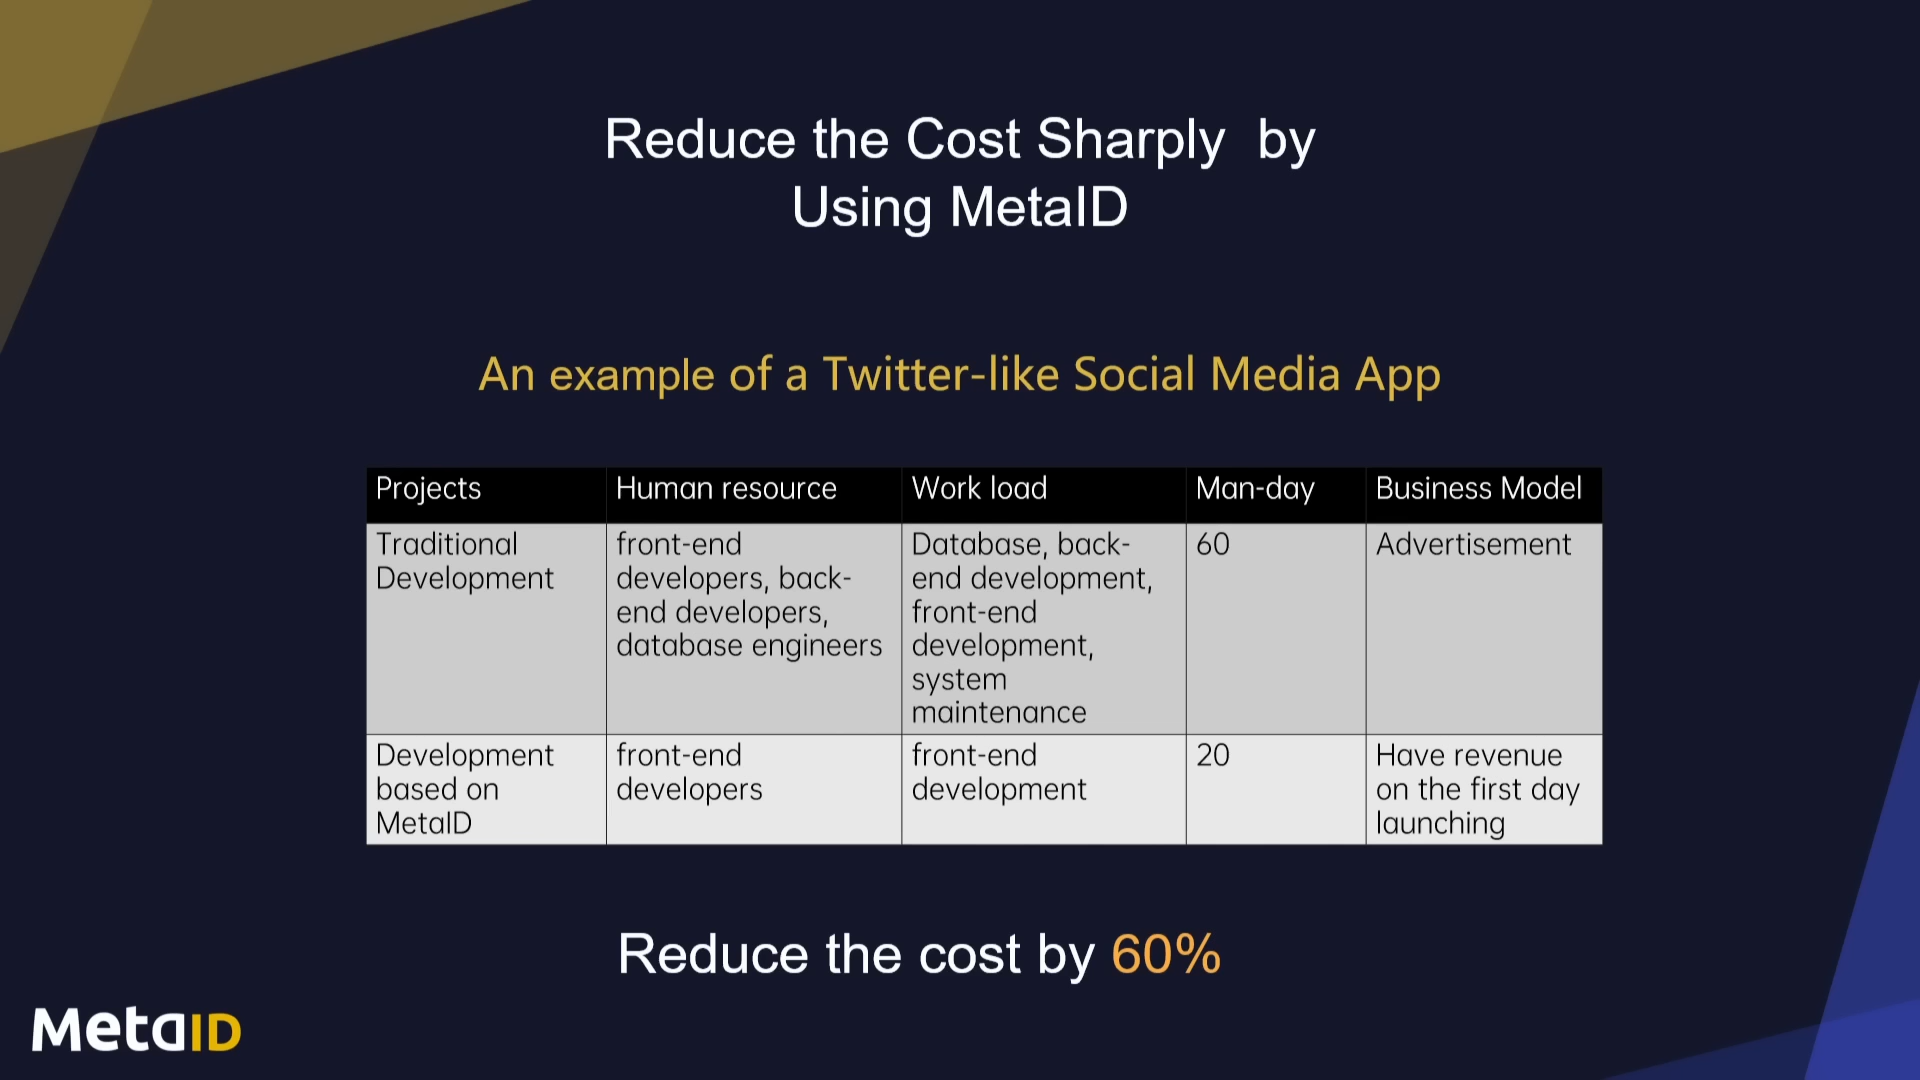 Reduce the Cost Sharply  by
Using MetaID
An example of a Twitter-like Social Media App
Projects
Human resource
Work load
Man-day
Business Model
Traditional
Development
front-end
developers, back-
end developers,
database engineers
Database, back-
end development,
front-end
development,
system
maintenance
60
Advertisement
Development
based on
MetaID
front-end
developers
front-end
development
20
Have revenue
on the first day
launching
Reduce the cost by 60%
MetaID